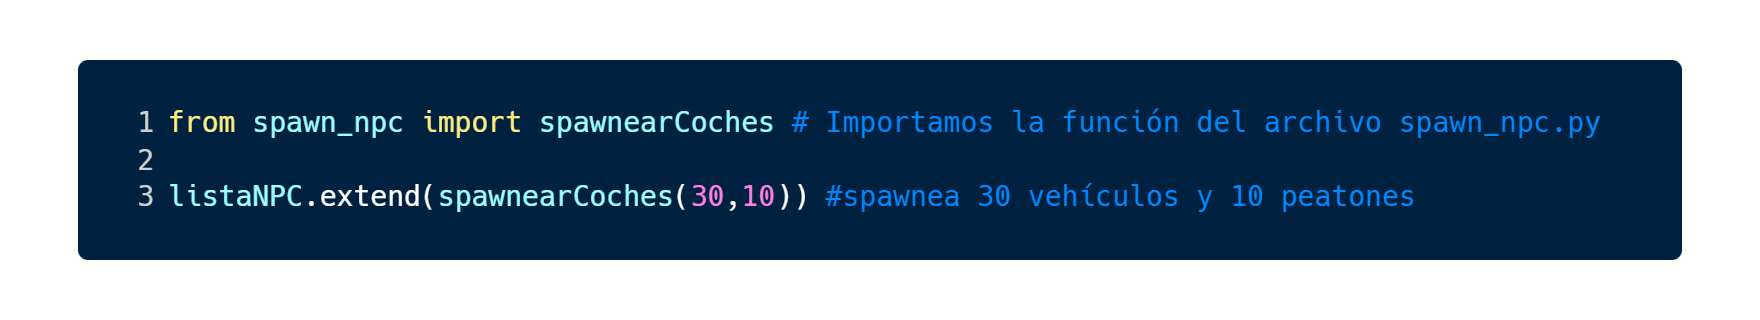 1 from spawn_npc import spawnearCoches # Importamos la función del archivo spawn_npc.py
2
3 listaNPC.extend(spawnearCoches(30,10)) #spawnea 30 vehículos y 10 peatones